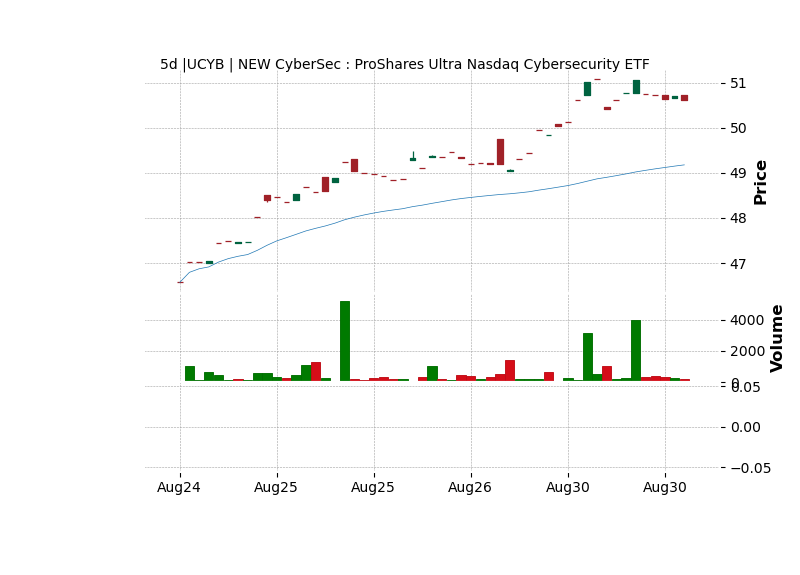 5d |UCYB | NEW CyberSec : ProShares Ultra Nasdaq Cybersecurity ETF
51
50
49
48
47
Price
4000
2000
0
Volume
0.05
0.00
−0.05
Aug24 Aug25 Aug25 Aug26 Aug30 Aug30